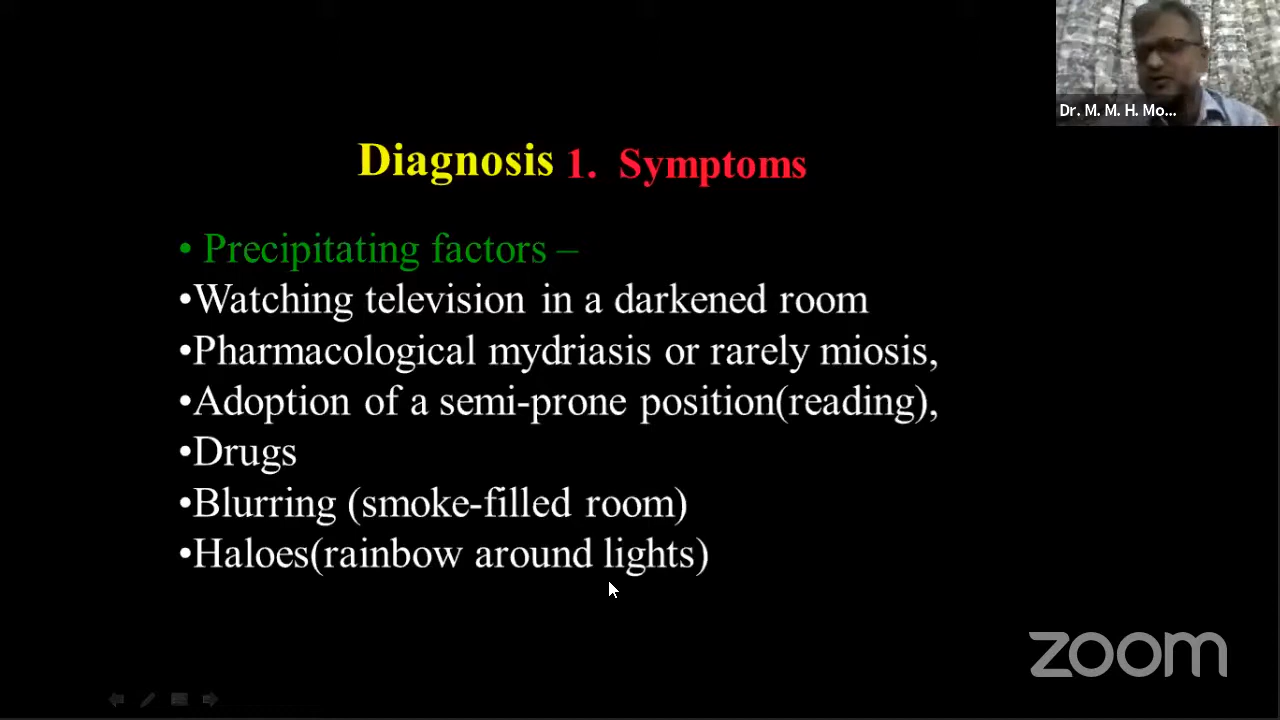 Dr. M. M. H. Mo...
Diagnosis 1. Symptoms
• Precipitating factors –
•Watching television in a darkened room
•Pharmacological mydriasis or rarely miosis,
•Adoption of a semi-prone position(reading),
•Drugs
•Blurring (smoke-filled room)
•Haloes(rainbow around lights)
zoom